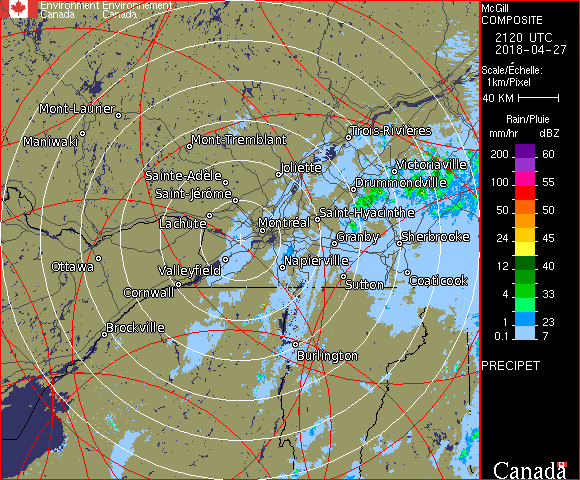 Environment Environnement
Canada Canada
McGill
COMPOSITE
2120 UTC
2018-04-27
Scale/Échelle:
1km/Pixel
40 KM
Rain/Pluie
mm/hr dBZ
200 60
100 55
50 50
24 45
12 40
8 35
4 30
1 23
0.1 7
PRECIPET
Canada
Mont-Laurier
Maniwaki
Mont-Tremblant
Trois-Rivières
Sainte-Adèle
Joliette
Victoriaville
Saint-Jérôme
Drummondville
Lachute
Saint-Hyacinthe
Montréal
Granby
Sherbrooke
Ottawa
Valleyfield
Napierville
Sutton
Coaticook
Cornwall
Brockville
Burlington